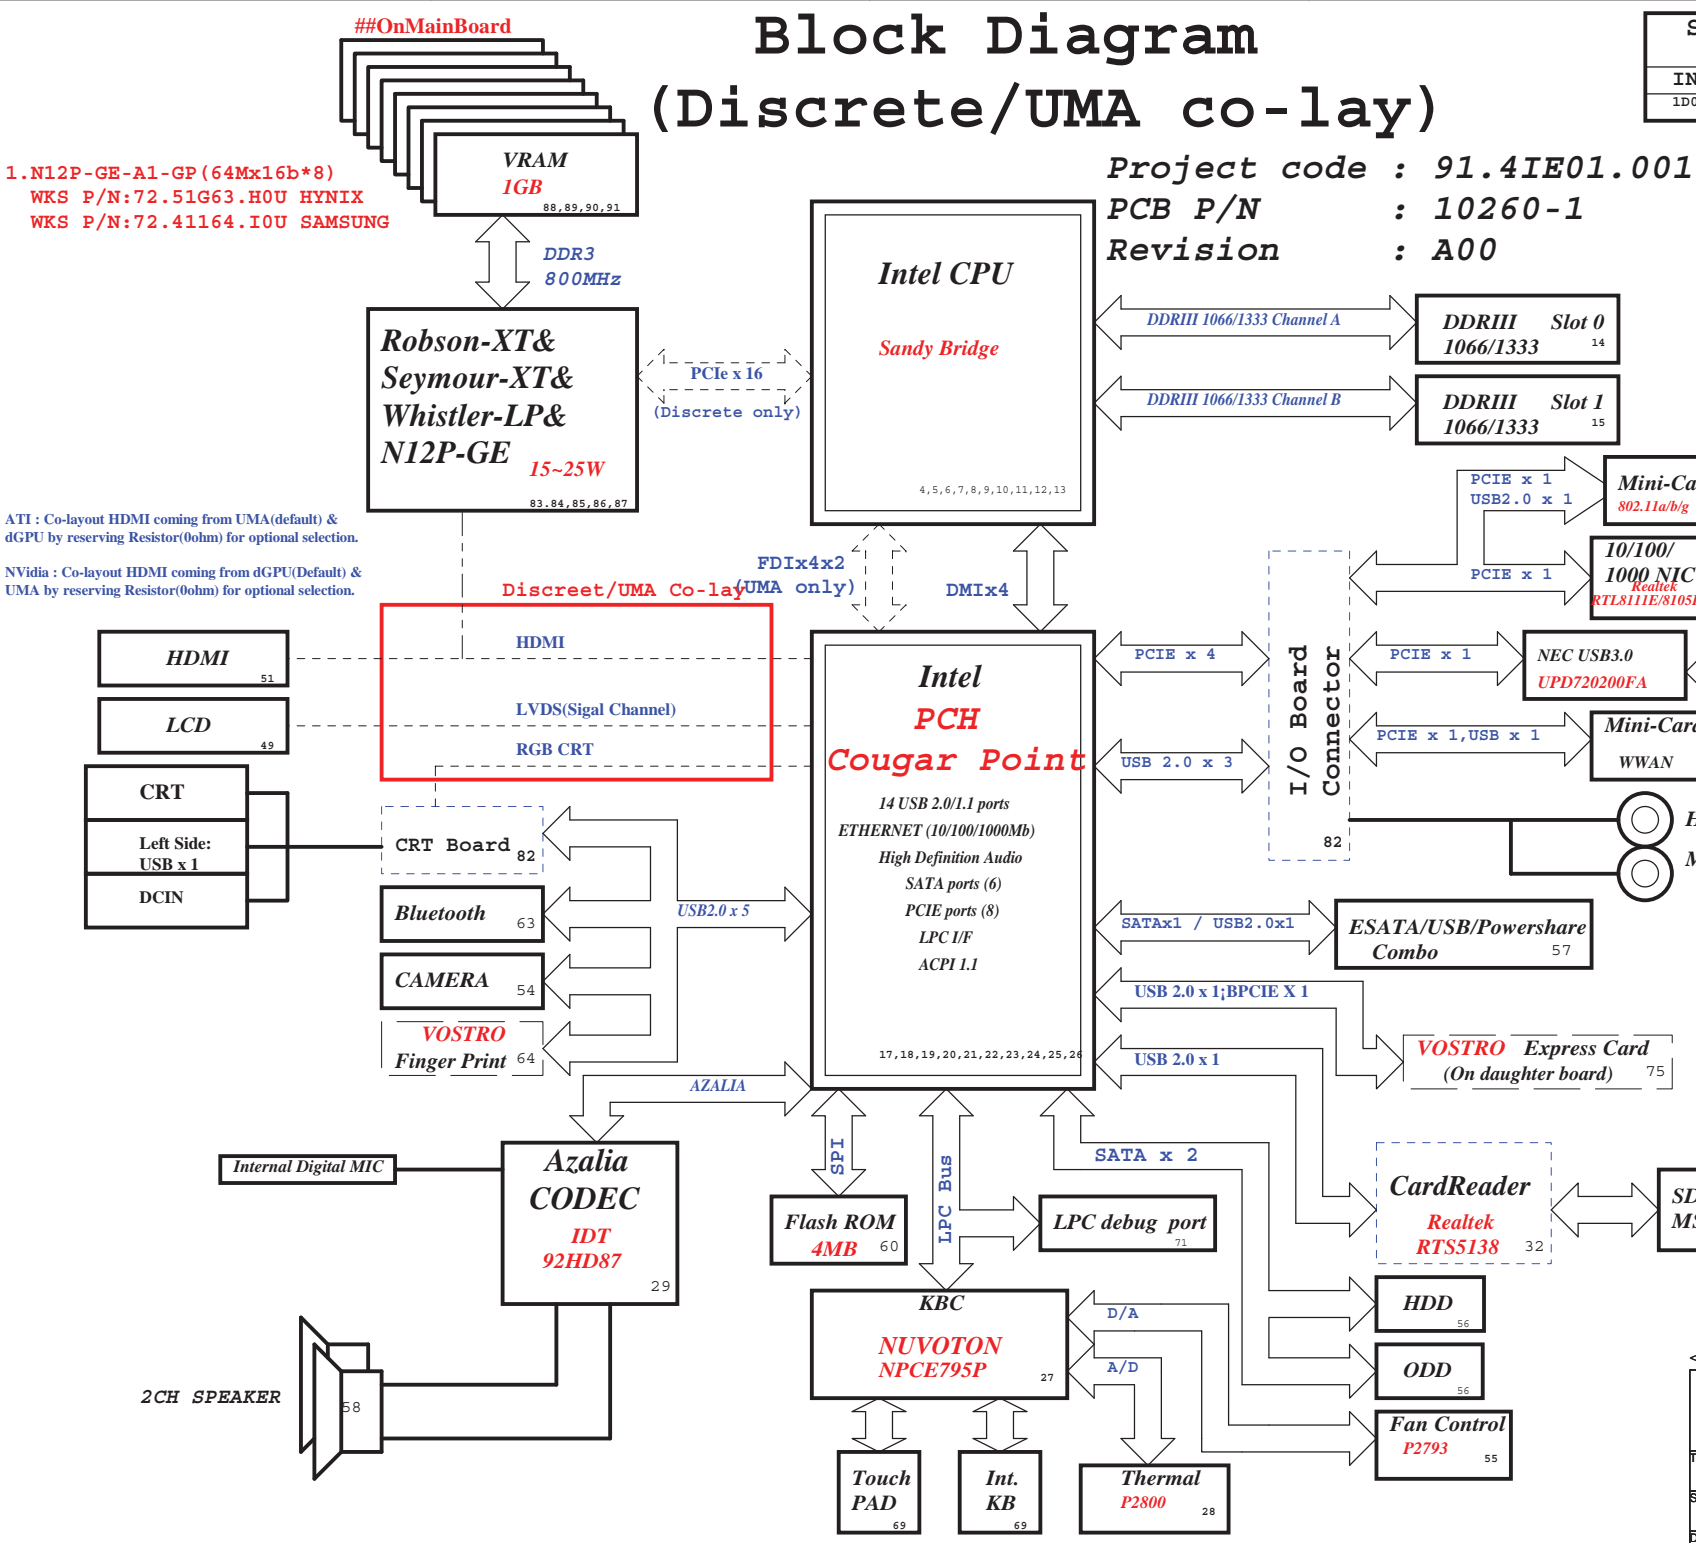 ##OnMainBoard
Block Diagram
(Discrete/UMA co-lay)
Project code : 91.4IE01.001
PCB P/N : 10260-1
Revision : A00
1.N12P-GE-A1-GP(64Mx16b*8)
WKS P/N:72.51G63.H0U HYNIX
WKS P/N:72.41164.I0U SAMSUNG
VRAM
1GB
88,89,90,91
DDR3
800MHz
Robson-XT&
Seymour-XT&
Whistler-LP&
N12P-GE
15~25W
83.84,85,86,87
PCIe x 16
(Discrete only)
Intel CPU
Sandy Bridge
4,5,6,7,8,9,10,11,12,13
DDRIII 1066/1333 Channel A
DDRIII Slot 0
1066/1333
14
DDRIII 1066/1333 Channel B
DDRIII Slot 1
1066/1333
15
ATI : Co-layout HDMI coming from UMA(default) &
dGPU by reserving Resistor(0ohm) for optional selection.
NVidia : Co-layout HDMI coming from dGPU(Default) &
UMA by reserving Resistor(0ohm) for optional selection.
Discreet/UMA Co-lay
FDIx4x2
(UMA only)
DMIx4
PCIE x 1
USB2.0 x 1
802.11a/b/g
PCIE x 1
10/100/
1000 NIC
Realtek
HDMI
51
HDMI
LCD
49
LVDS(Sigal Channel)
RGB CRT
Intel
PCH
Cougar Point
14 USB 2.0/1.1 ports
ETHERNET (10/100/1000Mb)
High Definition Audio
SATA ports (6)
PCIE ports (8)
LPC I/F
ACPI 1.1
17,18,19,20,21,22,23,24,25,26
PCIE x 4
USB 2.0 x 3
I/O Board
Connector
82
PCIE x 1
NEC USB3.0
UPD720200FA
PCIE x 1,USB x 1
WWAN
CRT
Left Side:
USB x 1
DCIN
CRT Board
82
Bluetooth
63
CAMERA
54
VOSTRO
Finger Print
64
USB2.0 x 5
AZALIA
SATAx1 / USB2.0x1
ESATA/USB/Powershare
Combo
57
USB 2.0 x 1¡BPCIE X 1
VOSTRO Express Card
(On daughter board)
75
USB 2.0 x 1
Internal Digital MIC
Azalia
CODEC
IDT
92HD87
29
SPI
LPC Bus
SATA x 2
Flash ROM
4MB
60
LPC debug port
71
CardReader
Realtek
RTS5138
32
KBC
NUVOTON
NPCE795P
27
D/A
A/D
HDD
56
ODD
56
Fan Control
P2793
55
2CH SPEAKER
58
Touch
PAD
69
Int.
KB
69
Thermal
P2800
28